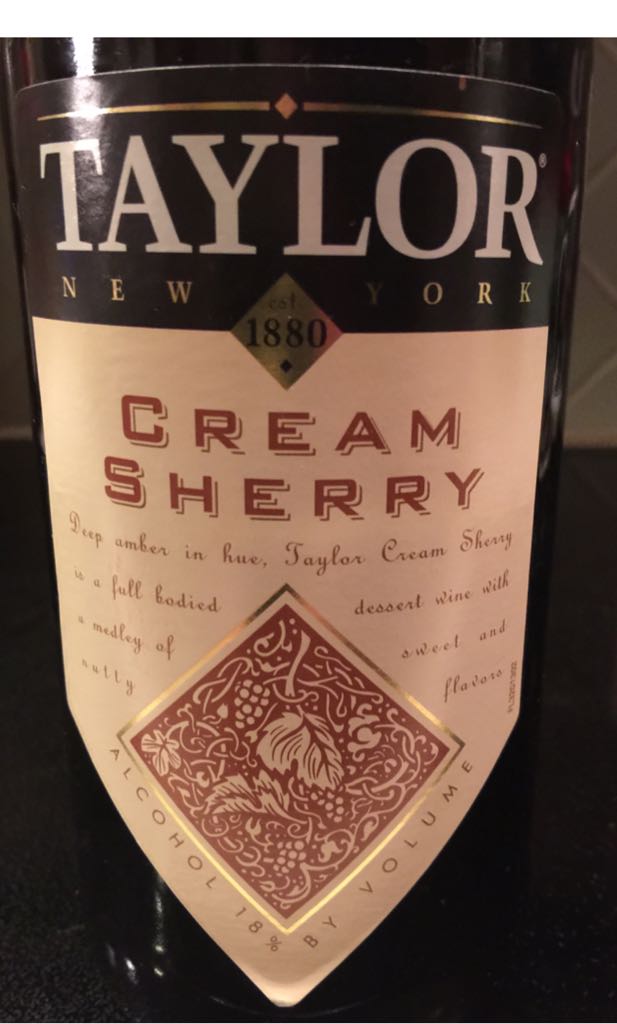 TAYLOR®
NEW YORK
est.
1880
CREAM
SHERRY
Deep amber in hue, Taylor Cream Sherry
is a full bodied dessert wine with
a medley of sweet and
nutty flavors
ALCOHOL 18% BY VOLUME